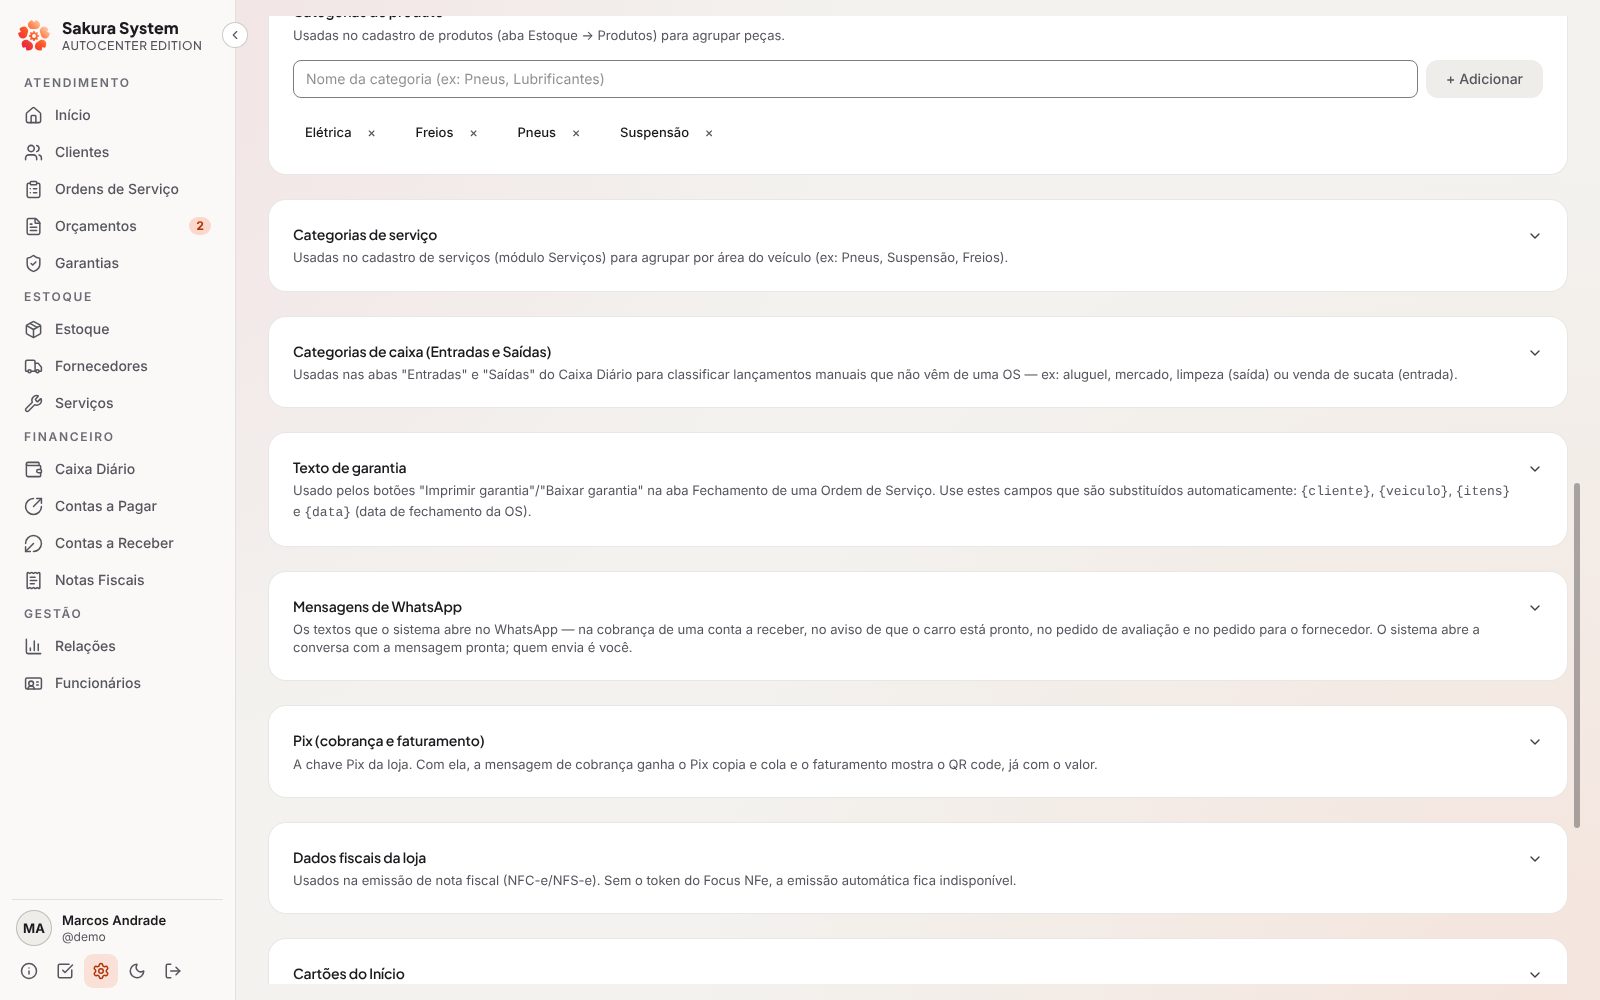 Sakura System
AUTOCENTER EDITION
ATENDIMENTO
Início
Clientes
Ordens de Serviço
Orçamentos 2
Garantias
ESTOQUE
Estoque
Fornecedores
Serviços
FINANCEIRO
Caixa Diário
Contas a Pagar
Contas a Receber
Notas Fiscais
GESTÃO
Relações
Funcionários
MA
Marcos Andrade
@demo
Categorias de produto
Usadas no cadastro de produtos (aba Estoque → Produtos) para agrupar peças.
Nome da categoria (ex: Pneus, Lubrificantes)
+ Adicionar
Elétrica × Freios × Pneus × Suspensão ×
Categorias de serviço
Usadas no cadastro de serviços (módulo Serviços) para agrupar por área do veículo (ex: Pneus, Suspensão, Freios).
Categorias de caixa (Entradas e Saídas)
Usadas nas abas "Entradas" e "Saídas" do Caixa Diário para classificar lançamentos manuais que não vêm de uma OS — ex: aluguel, mercado, limpeza (saída) ou venda de sucata (entrada).
Texto de garantia
Usado pelos botões "Imprimir garantia"/"Baixar garantia" na aba Fechamento de uma Ordem de Serviço. Use estes campos que são substituídos automaticamente: {cliente}, {veiculo}, {itens}
e {data} (data de fechamento da OS).
Mensagens de WhatsApp
Os textos que o sistema abre no WhatsApp — na cobrança de uma conta a receber, no aviso de que o carro está pronto, no pedido de avaliação e no pedido para o fornecedor. O sistema abre a
conversa com a mensagem pronta; quem envia é você.
Pix (cobrança e faturamento)
A chave Pix da loja. Com ela, a mensagem de cobrança ganha o Pix copia e cola e o faturamento mostra o QR code, já com o valor.
Dados fiscais da loja
Usados na emissão de nota fiscal (NFC-e/NFS-e). Sem o token do Focus NFe, a emissão automática fica indisponível.
Cartões do Início